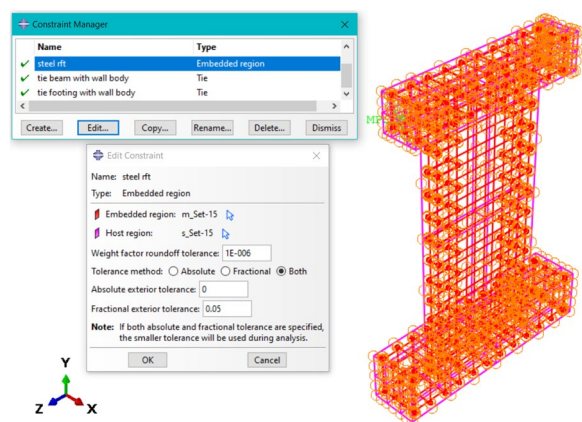 Constraint Manager
Name Type
steel rft Embedded region
tie beam with wall body Tie
tie footing with wall body Tie
Create... Edit... Copy... Rename... Delete... Dismiss
Edit Constraint
Name: steel rft
Type: Embedded region
Embedded region: m_Set-15
Host region: s_Set-15
Weight factor roundoff tolerance: 1E-006
Tolerance method: Absolute Fractional Both
Absolute exterior tolerance: 0
Fractional exterior tolerance: 0.05
Note: If both absolute and fractional tolerance are specified,
the smaller tolerance will be used during analysis.
OK Cancel
Y
Z X